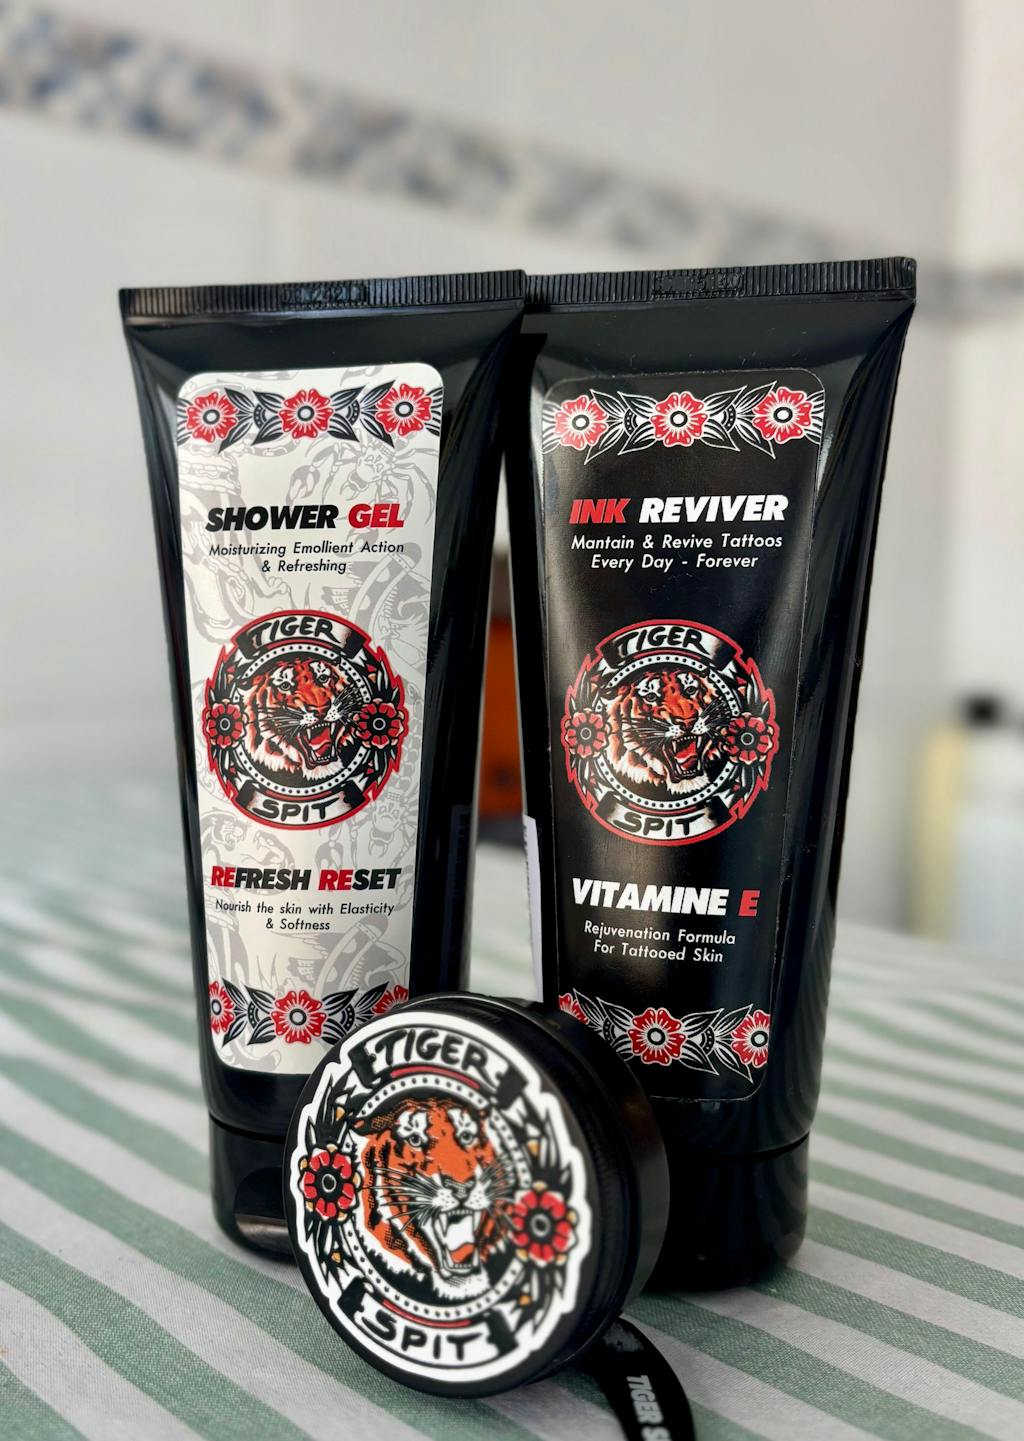 SHOWER GEL
Moisturizing Emollient Action
& Refreshing
TIGER
SPIT
REFRESH RESET
Nourish the skin with Elasticity
& Softness
INK REVIVER
Mantain & Revive Tattoos
Every Day - Forever
TIGER
SPIT
VITAMINE E
Rejuvenation Formula
For Tattooed Skin
TIGER
SPIT
TIGER